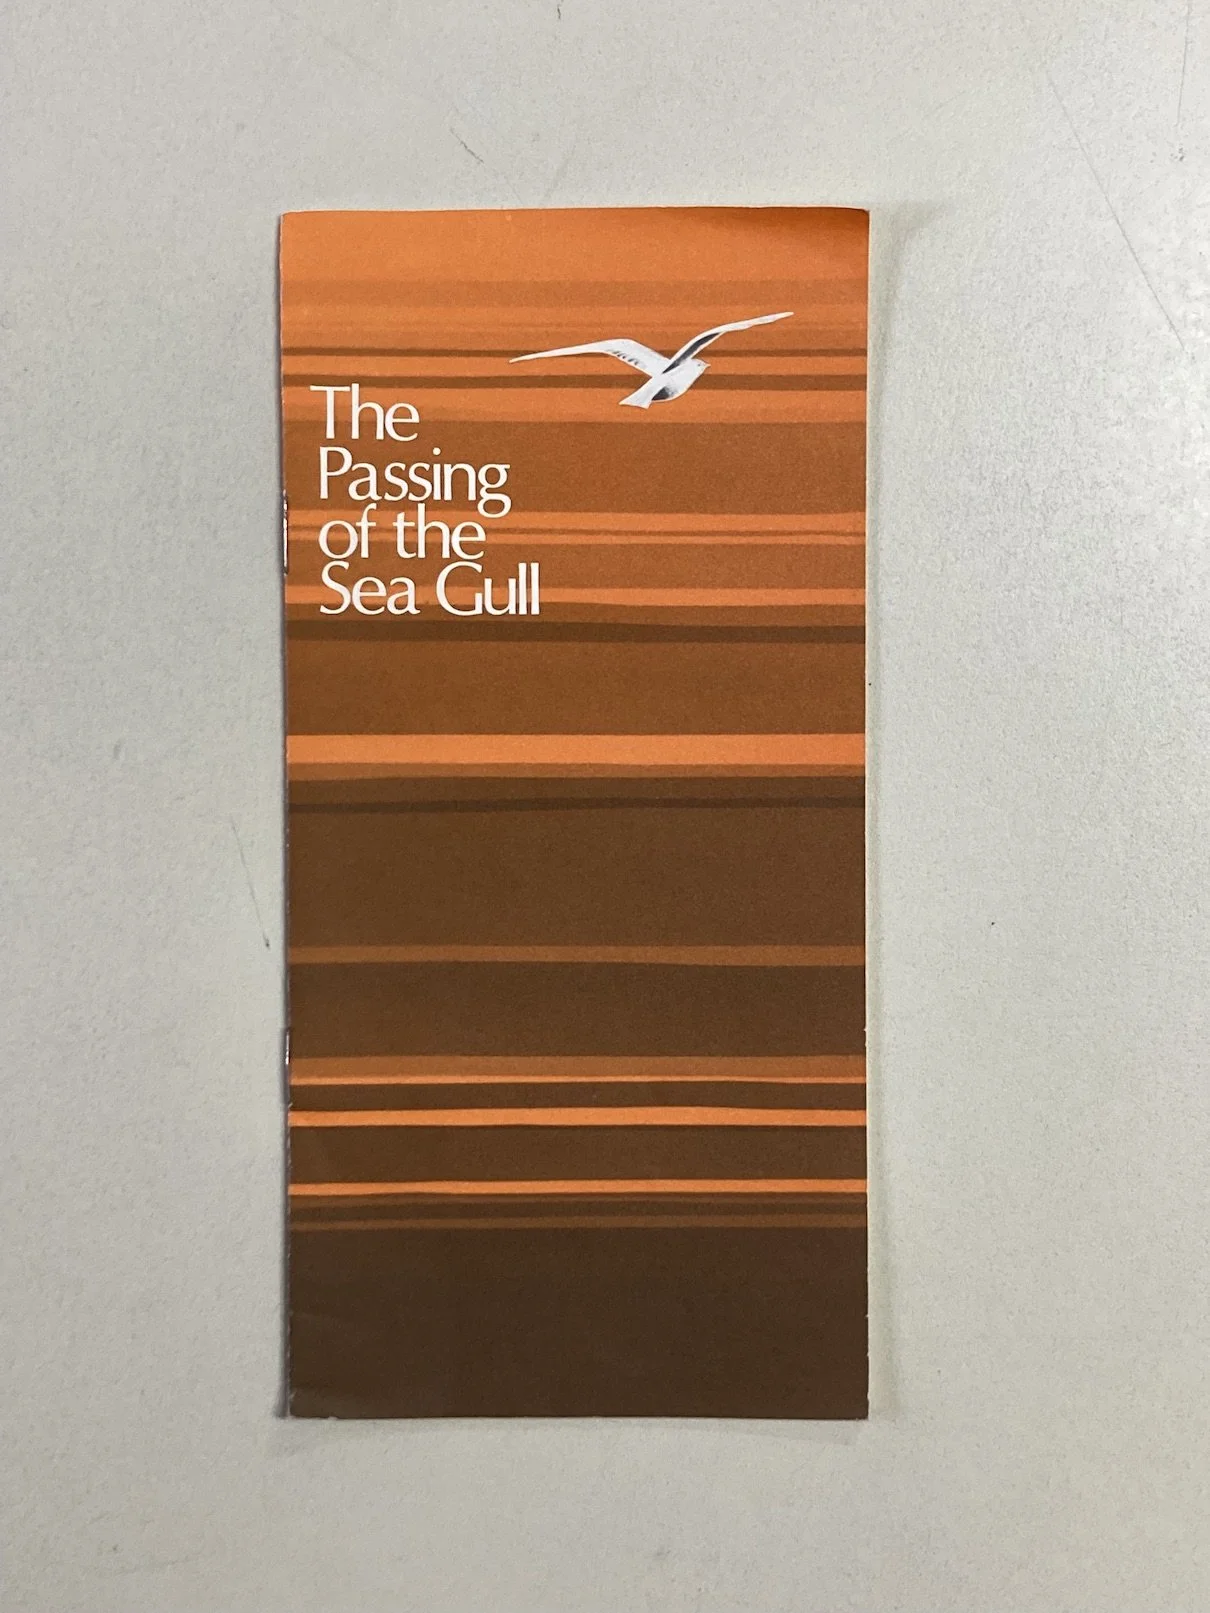 The
Passing
of the
Sea Gull